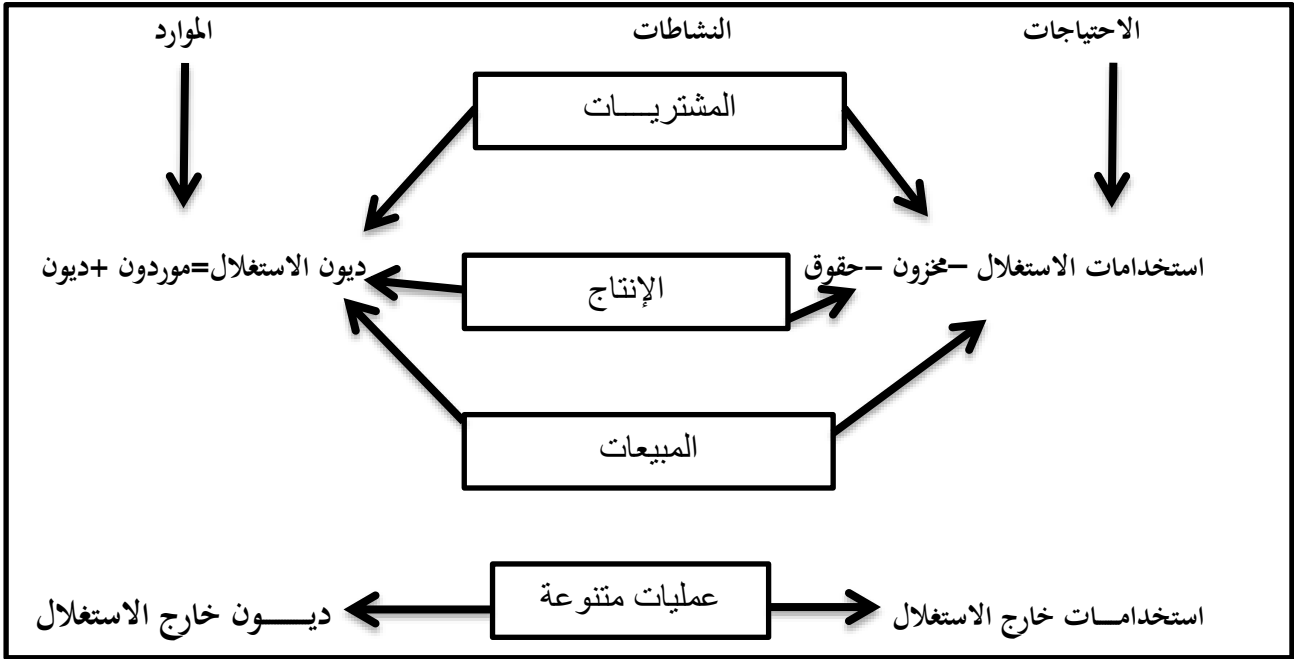 الاحتياجات النشاطات الموارد
المشتريـــات
استخدامات الاستغلال –مخزون –حقوق
الإنتاج
ديون الاستغلال=موردون +ديون
المبيعات
استخدامـــات خارج الاستغلال
عمليات متنوعة
ديـــــون خارج الاستغلال